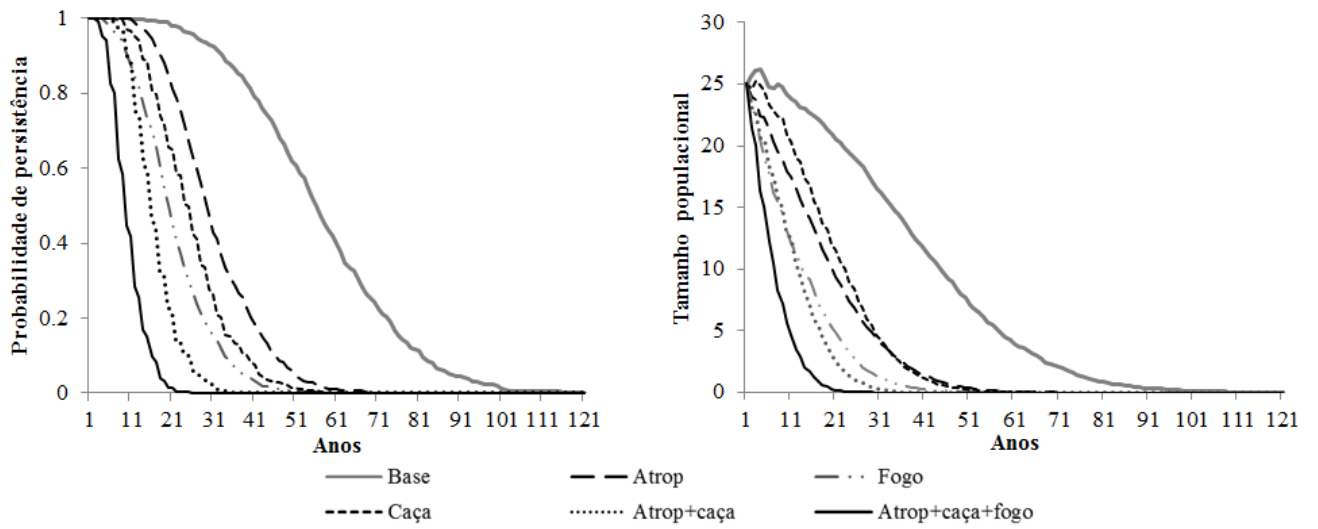 Probabilidade de persistência
1
0.8
0.6
0.4
0.2
0
1 11 21 31 41 51 61 71 81 91 101 111 121
Anos
Tamanho populacional
30
25
20
15
10
5
0
1 11 21 31 41 51 61 71 81 91 101 111 121
Anos
Base Atrop Fogo
Caça Atrop+caça Atrop+caça+fogo